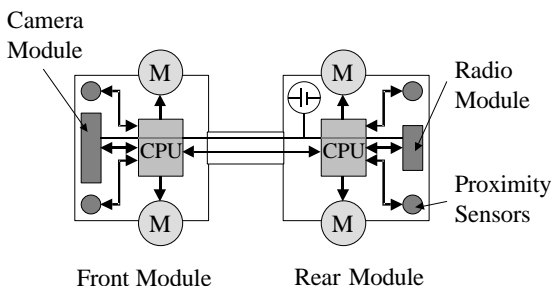 Camera
Module
M
M
Radio
Module
CPU
CPU
Proximity
Sensors
M
M
Front Module
Rear Module